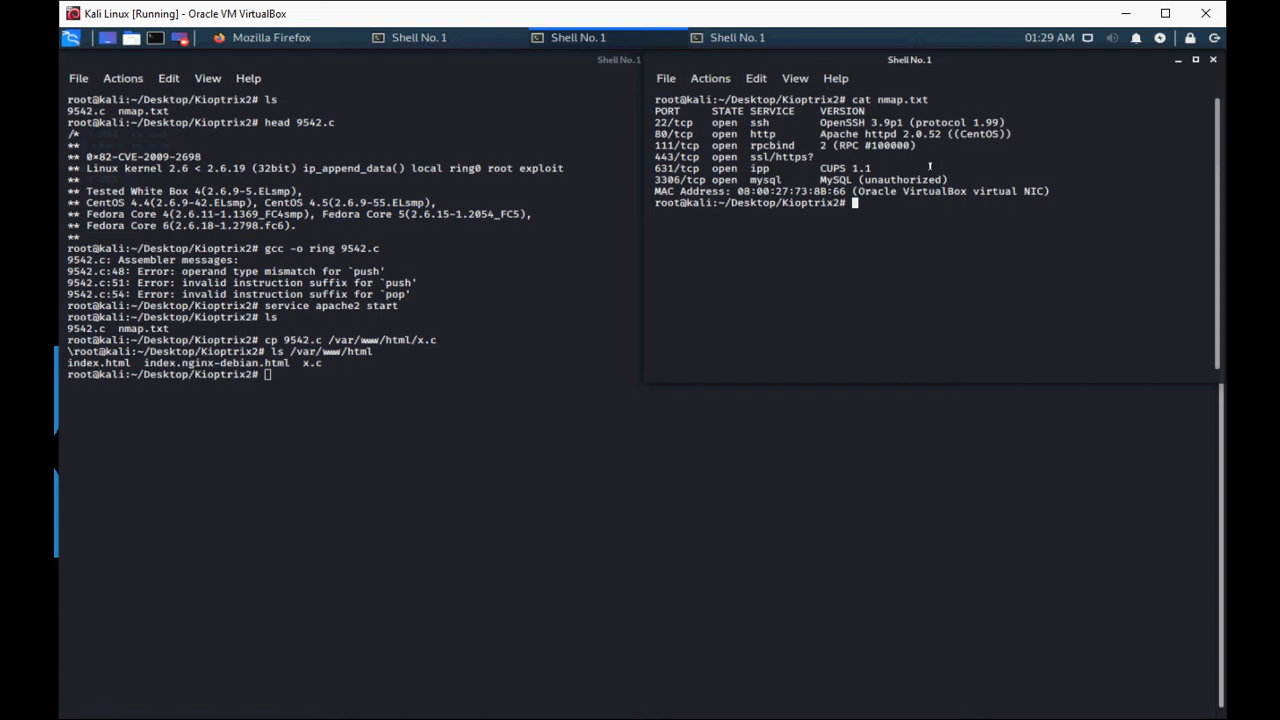 Kali Linux [Running] - Oracle VM VirtualBox
Mozilla Firefox
Shell No. 1
Shell No. 1
Shell No. 1
01:29 AM
Shell No. 1
File Actions Edit View Help
root@kali:~/Desktop/Kioptrix2# ls
9542.c  nmap.txt
root@kali:~/Desktop/Kioptrix2# head 9542.c
/*
**
** 0×82-CVE-2009-2698
** Linux kernel 2.6 < 2.6.19 (32bit) ip_append_data() local ring0 root exploit
**
** Tested White Box 4(2.6.9-5.ELsmp),
** CentOS 4.4(2.6.9-42.ELsmp), CentOS 4.5(2.6.9-55.ELsmp),
** Fedora Core 4(2.6.11-1.1369_FC4smp), Fedora Core 5(2.6.15-1.2054_FC5),
** Fedora Core 6(2.6.18-1.2798.fc6).
**
root@kali:~/Desktop/Kioptrix2# gcc -o ring 9542.c
9542.c: Assembler messages:
9542.c:48: Error: operand type mismatch for `push'
9542.c:51: Error: invalid instruction suffix for `push'
9542.c:54: Error: invalid instruction suffix for `pop'
root@kali:~/Desktop/Kioptrix2# service apache2 start
root@kali:~/Desktop/Kioptrix2# ls
9542.c  nmap.txt
root@kali:~/Desktop/Kioptrix2# cp 9542.c /var/www/html/x.c
\root@kali:~/Desktop/Kioptrix2# ls /var/www/html
index.html  index.nginx-debian.html  x.c
root@kali:~/Desktop/Kioptrix2#
Shell No. 1
File Actions Edit View Help
root@kali:~/Desktop/Kioptrix2# cat nmap.txt
PORT     STATE SERVICE    VERSION
22/tcp   open  ssh        OpenSSH 3.9p1 (protocol 1.99)
80/tcp   open  http       Apache httpd 2.0.52 ((CentOS))
111/tcp  open  rpcbind    2 (RPC #100000)
443/tcp  open  ssl/https?
631/tcp  open  ipp        CUPS 1.1
3306/tcp open  mysql      MySQL (unauthorized)
MAC Address: 08:00:27:73:8B:66 (Oracle VirtualBox virtual NIC)
root@kali:~/Desktop/Kioptrix2#